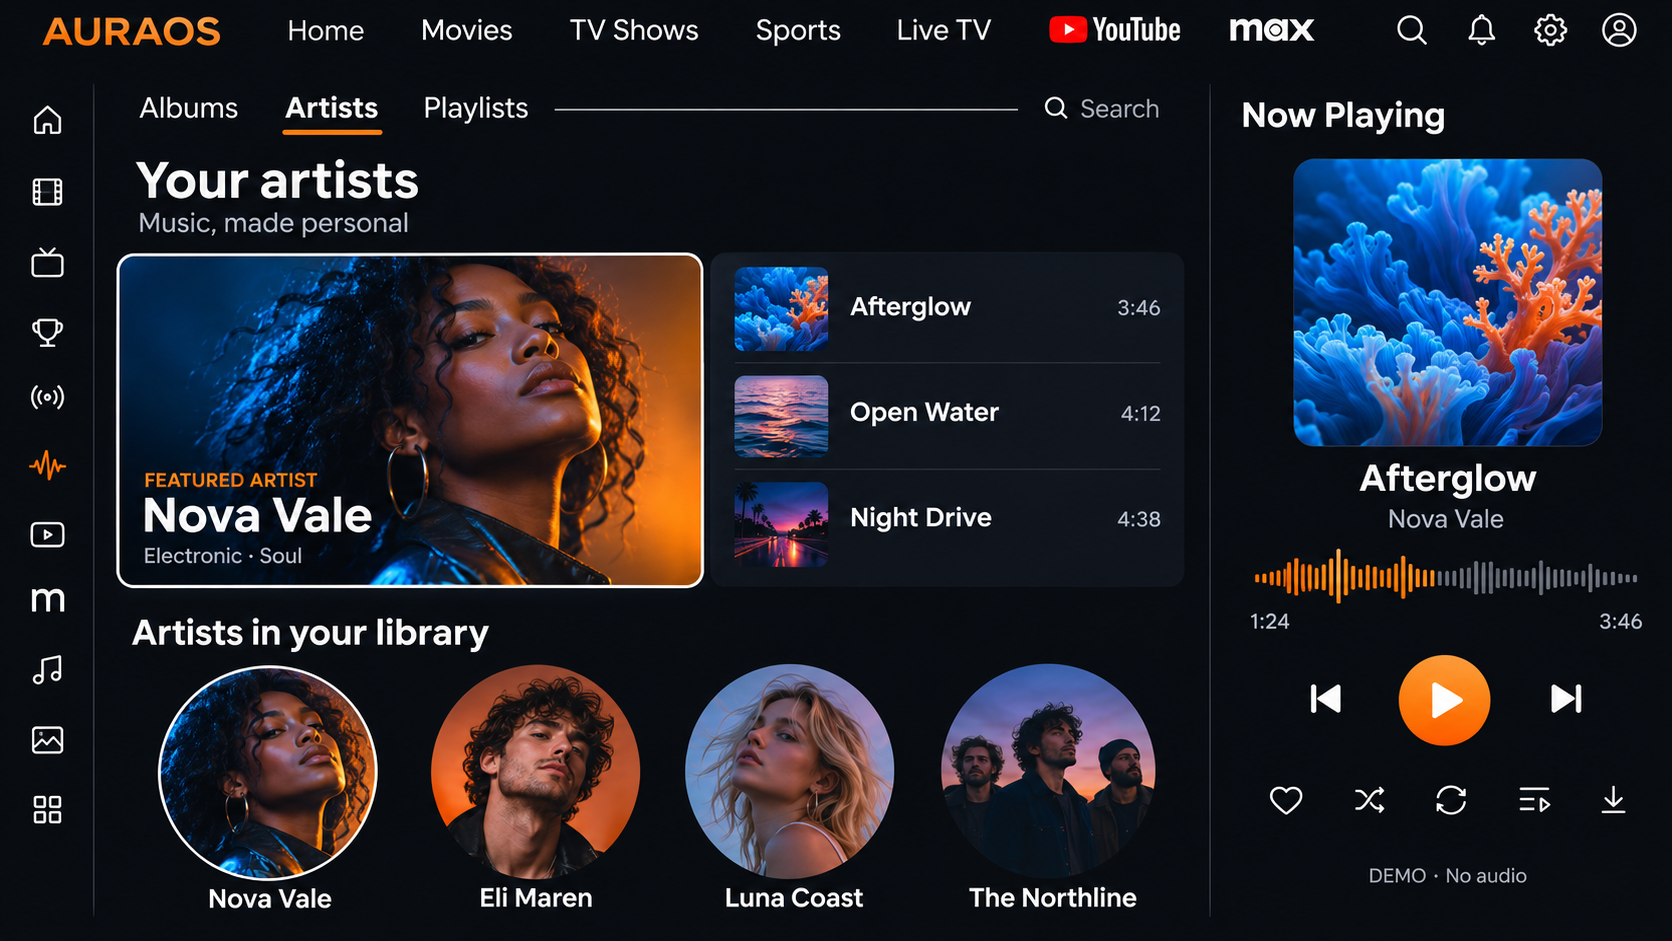 AURAOS Home Movies TV Shows Sports Live TV YouTube max
Albums Artists Playlists Search
Your artists
Music, made personal
FEATURED ARTIST
Nova Vale
Electronic · Soul
Afterglow 3:46
Open Water 4:12
Night Drive 4:38
Artists in your library
Nova Vale Eli Maren Luna Coast The Northline
m
Now Playing
Afterglow
Nova Vale
1:24 3:46
DEMO · No audio